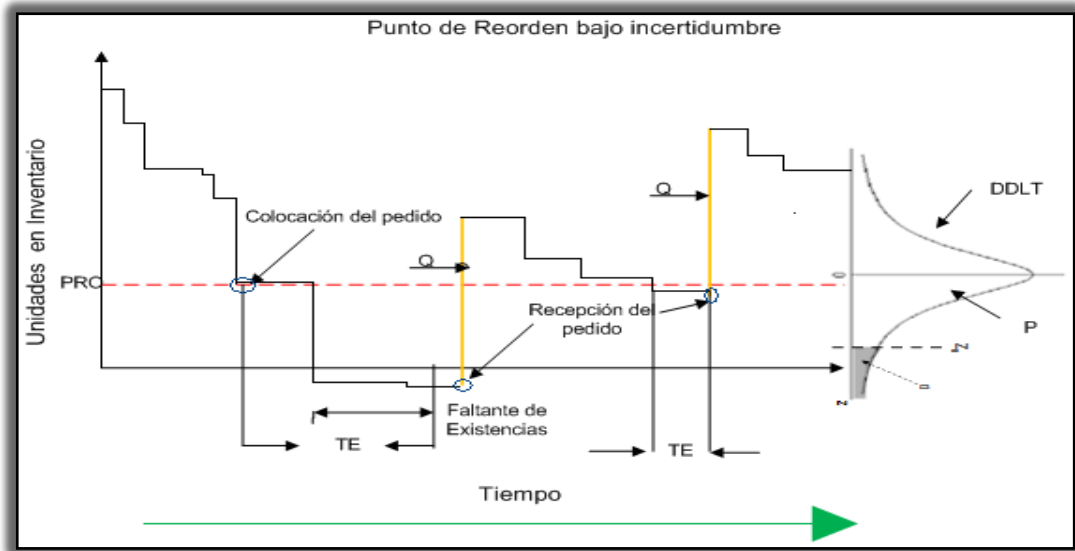 Punto de Reorden bajo incertidumbre
Unidades en Inventario
Colocación del pedido
PRO
Q
Q
DDLT
Recepción del
pedido
P
Faltante de
Existencias
TE
TE
Tiempo